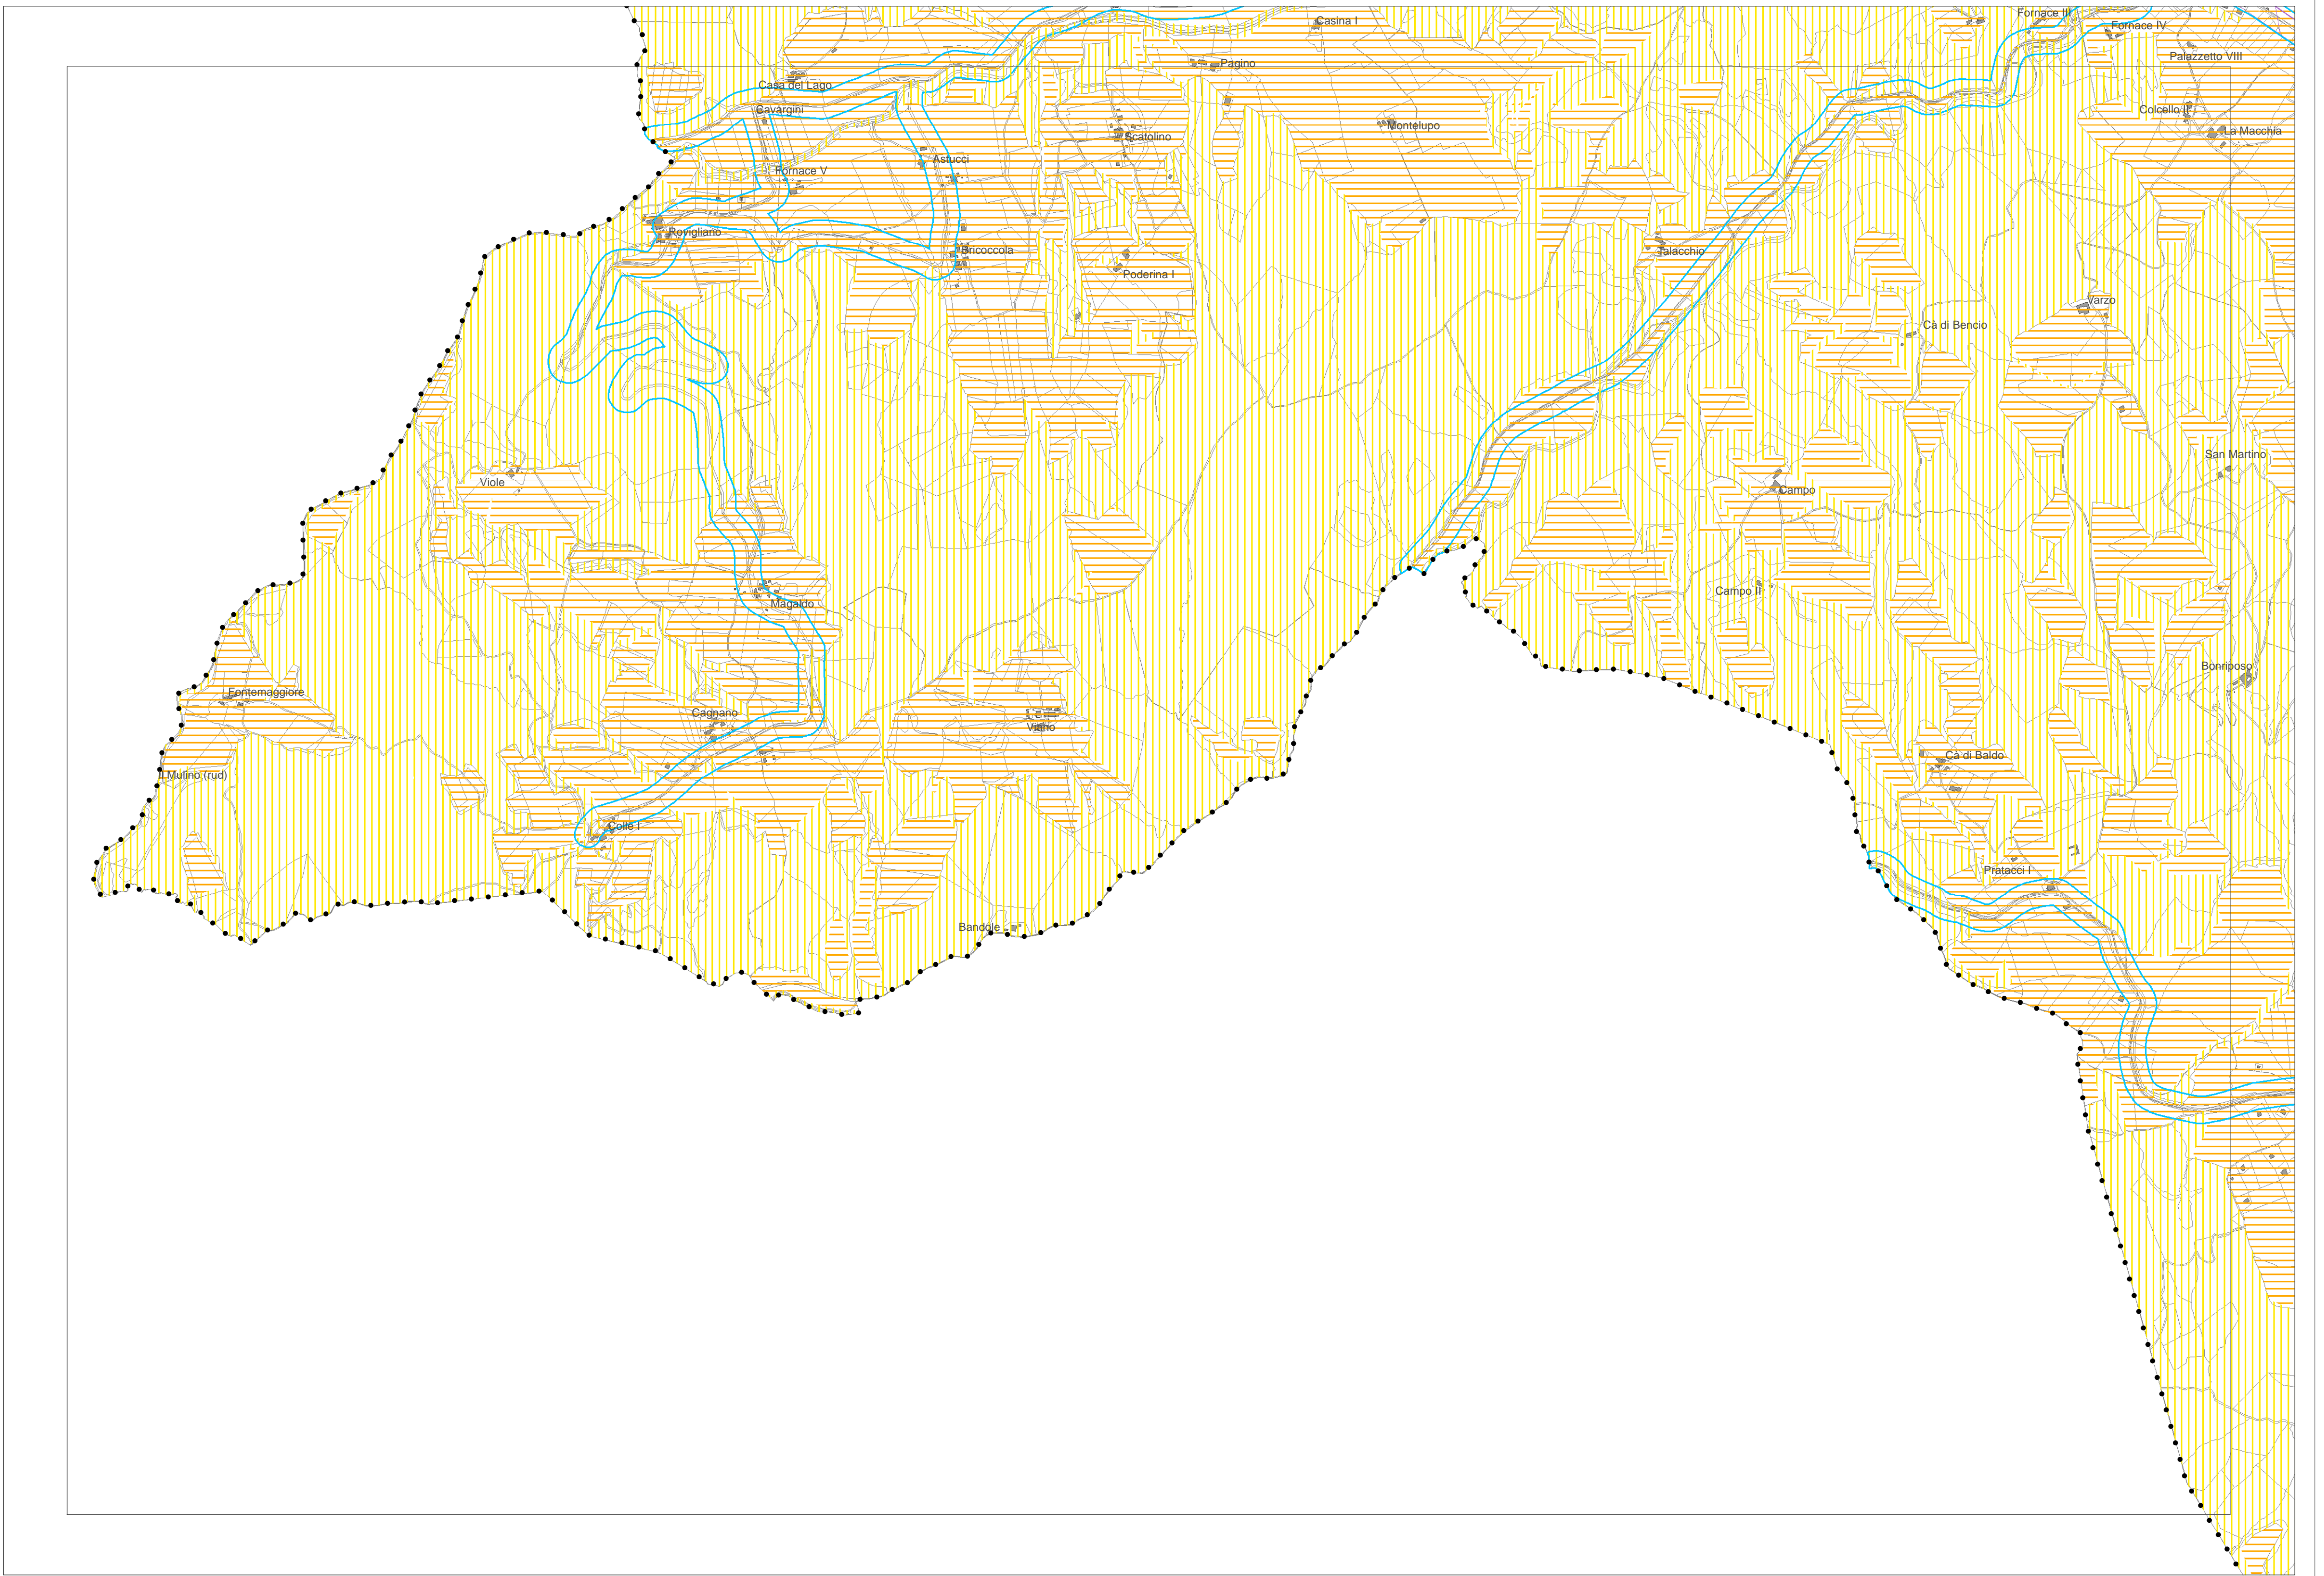 Casina I
Fornace III
Fornace IV
Palazzetto VIII
Pagino
Casa del Lago
Cavargini
Colcello II
Montelupo
La Macchia
Scatolino
Astucci
Fornace V
Rovigliano
Bricoccola
Talacchio
Poderina I
Varzo
Cà di Bencio
San Martino
Viole
Campo
Campo II
Magaldo
Bonriposo
Fontemaggiore
Cagnano
Viano
Cà di Baldo
Il Mulino (rud)
Colle I
Pratacci I
Bandole